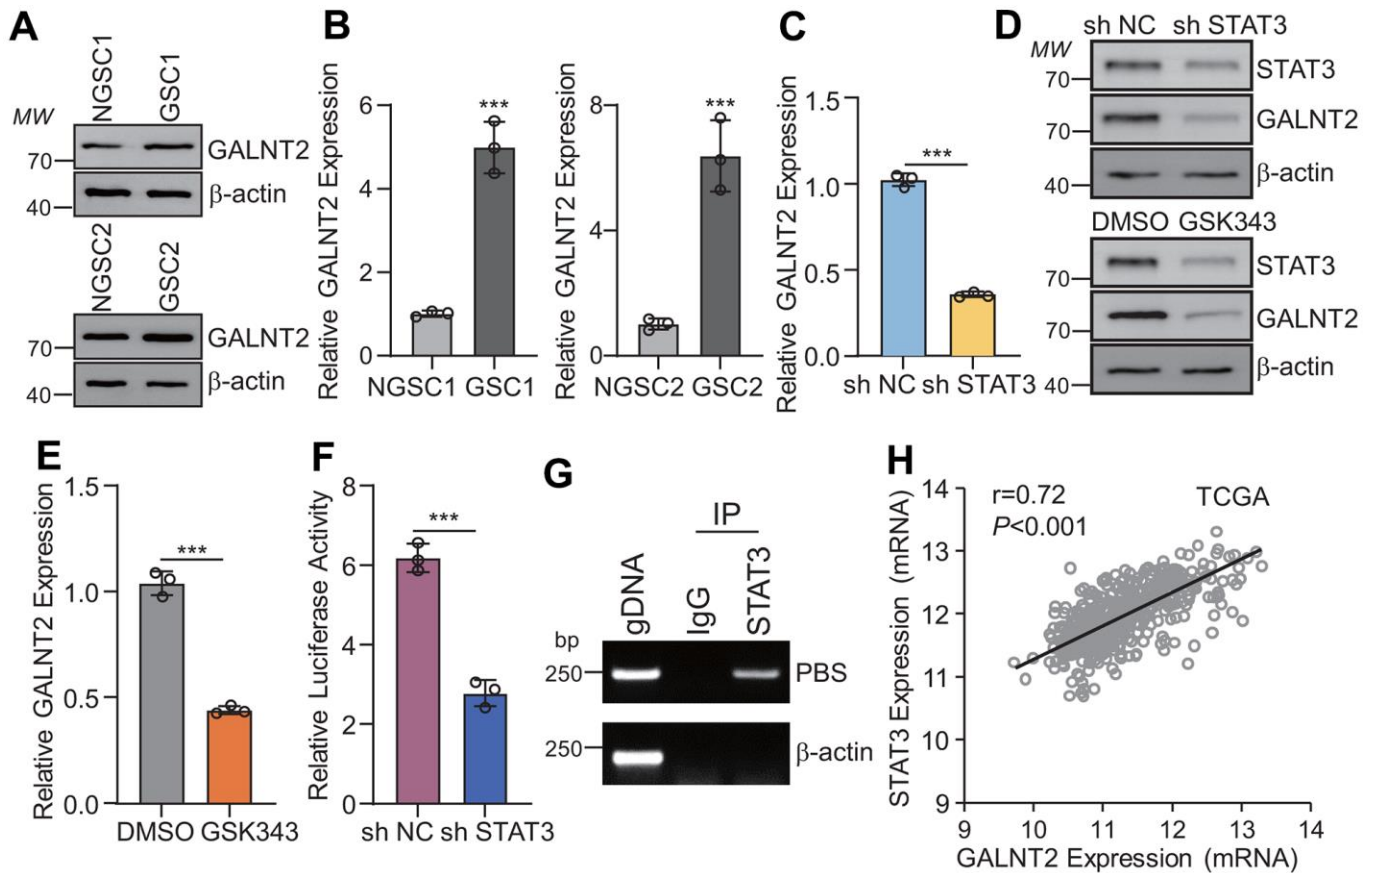 A
NGSC1
GSC1
MW
70
GALNT2
40
β-actin
NGSC2
GSC2
70
GALNT2
40
β-actin
B
Relative GALNT2 Expression
6
4
2
0
***
NGSC1 GSC1
Relative GALNT2 Expression
8
4
0
***
NGSC2 GSC2
C
Relative GALNT2 Expression
1.5
1.0
0.5
0.0
***
sh NC sh STAT3
D
sh NC sh STAT3
MW
70
STAT3
70
GALNT2
40
β-actin
DMSO GSK343
70
STAT3
70
GALNT2
40
β-actin
E
Relative GALNT2 Expression
1.5
1.0
0.5
0.0
***
DMSO GSK343
F
Relative Luciferase Activity
8
6
4
2
0
***
sh NC sh STAT3
G
IP
gDNA
IgG
STAT3
bp
250
PBS
250
β-actin
H
STAT3 Expression (mRNA)
14
13
12
11
10
9
r=0.72
P<0.001
TCGA
9 10 11 12 13 14
GALNT2 Expression (mRNA)